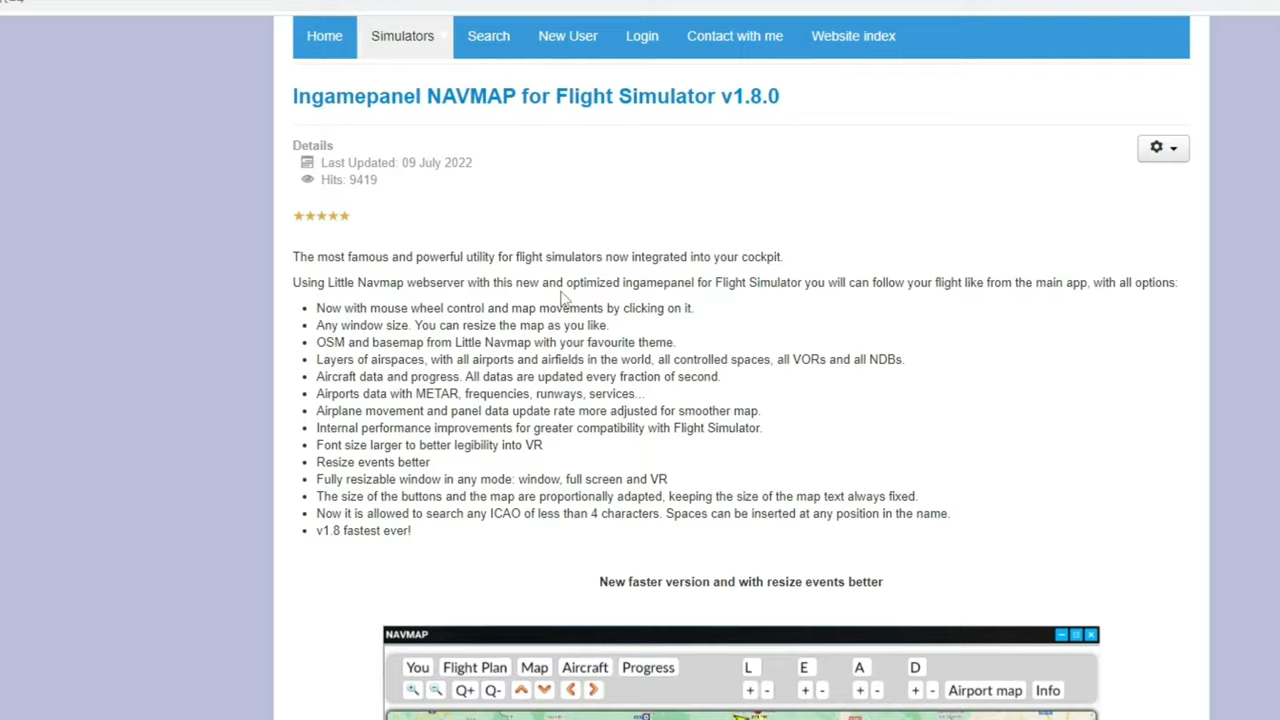 Home Simulators Search New User Login Contact with me Website index
Ingamepanel NAVMAP for Flight Simulator v1.8.0
Details
Last Updated: 09 July 2022
Hits: 9419
The most famous and powerful utility for flight simulators now integrated into your cockpit.
Using Little Navmap webserver with this new and optimized ingamepanel for Flight Simulator you will can follow your flight like from the main app, with all options:
Now with mouse wheel control and map movements by clicking on it.
Any window size. You can resize the map as you like.
OSM and basemap from Little Navmap with your favourite theme.
Layers of airspaces, with all airports and airfields in the world, all controlled spaces, all VORs and all NDBs.
Aircraft data and progress. All datas are updated every fraction of second.
Airports data with METAR, frequencies, runways, services...
Airplane movement and panel data update rate more adjusted for smoother map.
Internal performance improvements for greater compatibility with Flight Simulator.
Font size larger to better legibility into VR
Resize events better
Fully resizable window in any mode: window, full screen and VR
The size of the buttons and the map are proportionally adapted, keeping the size of the map text always fixed.
Now it is allowed to search any ICAO of less than 4 characters. Spaces can be inserted at any position in the name.
v1.8 fastest ever!
New faster version and with resize events better
NAVMAP
You Flight Plan Map Aircraft Progress L E A D
Q+ Q- + - + - + - + - Airport map Info